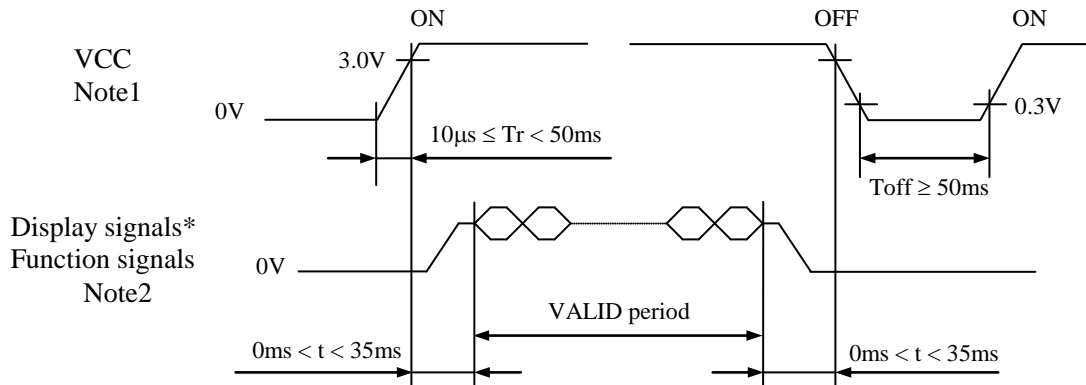 ON OFF ON
VCC
Note1
3.0V
0V
0.3V
10μs ≤ Tr < 50ms
Toff ≥ 50ms
Display signals*
Function signals
Note2
0V
VALID period
0ms < t < 35ms
0ms < t < 35ms